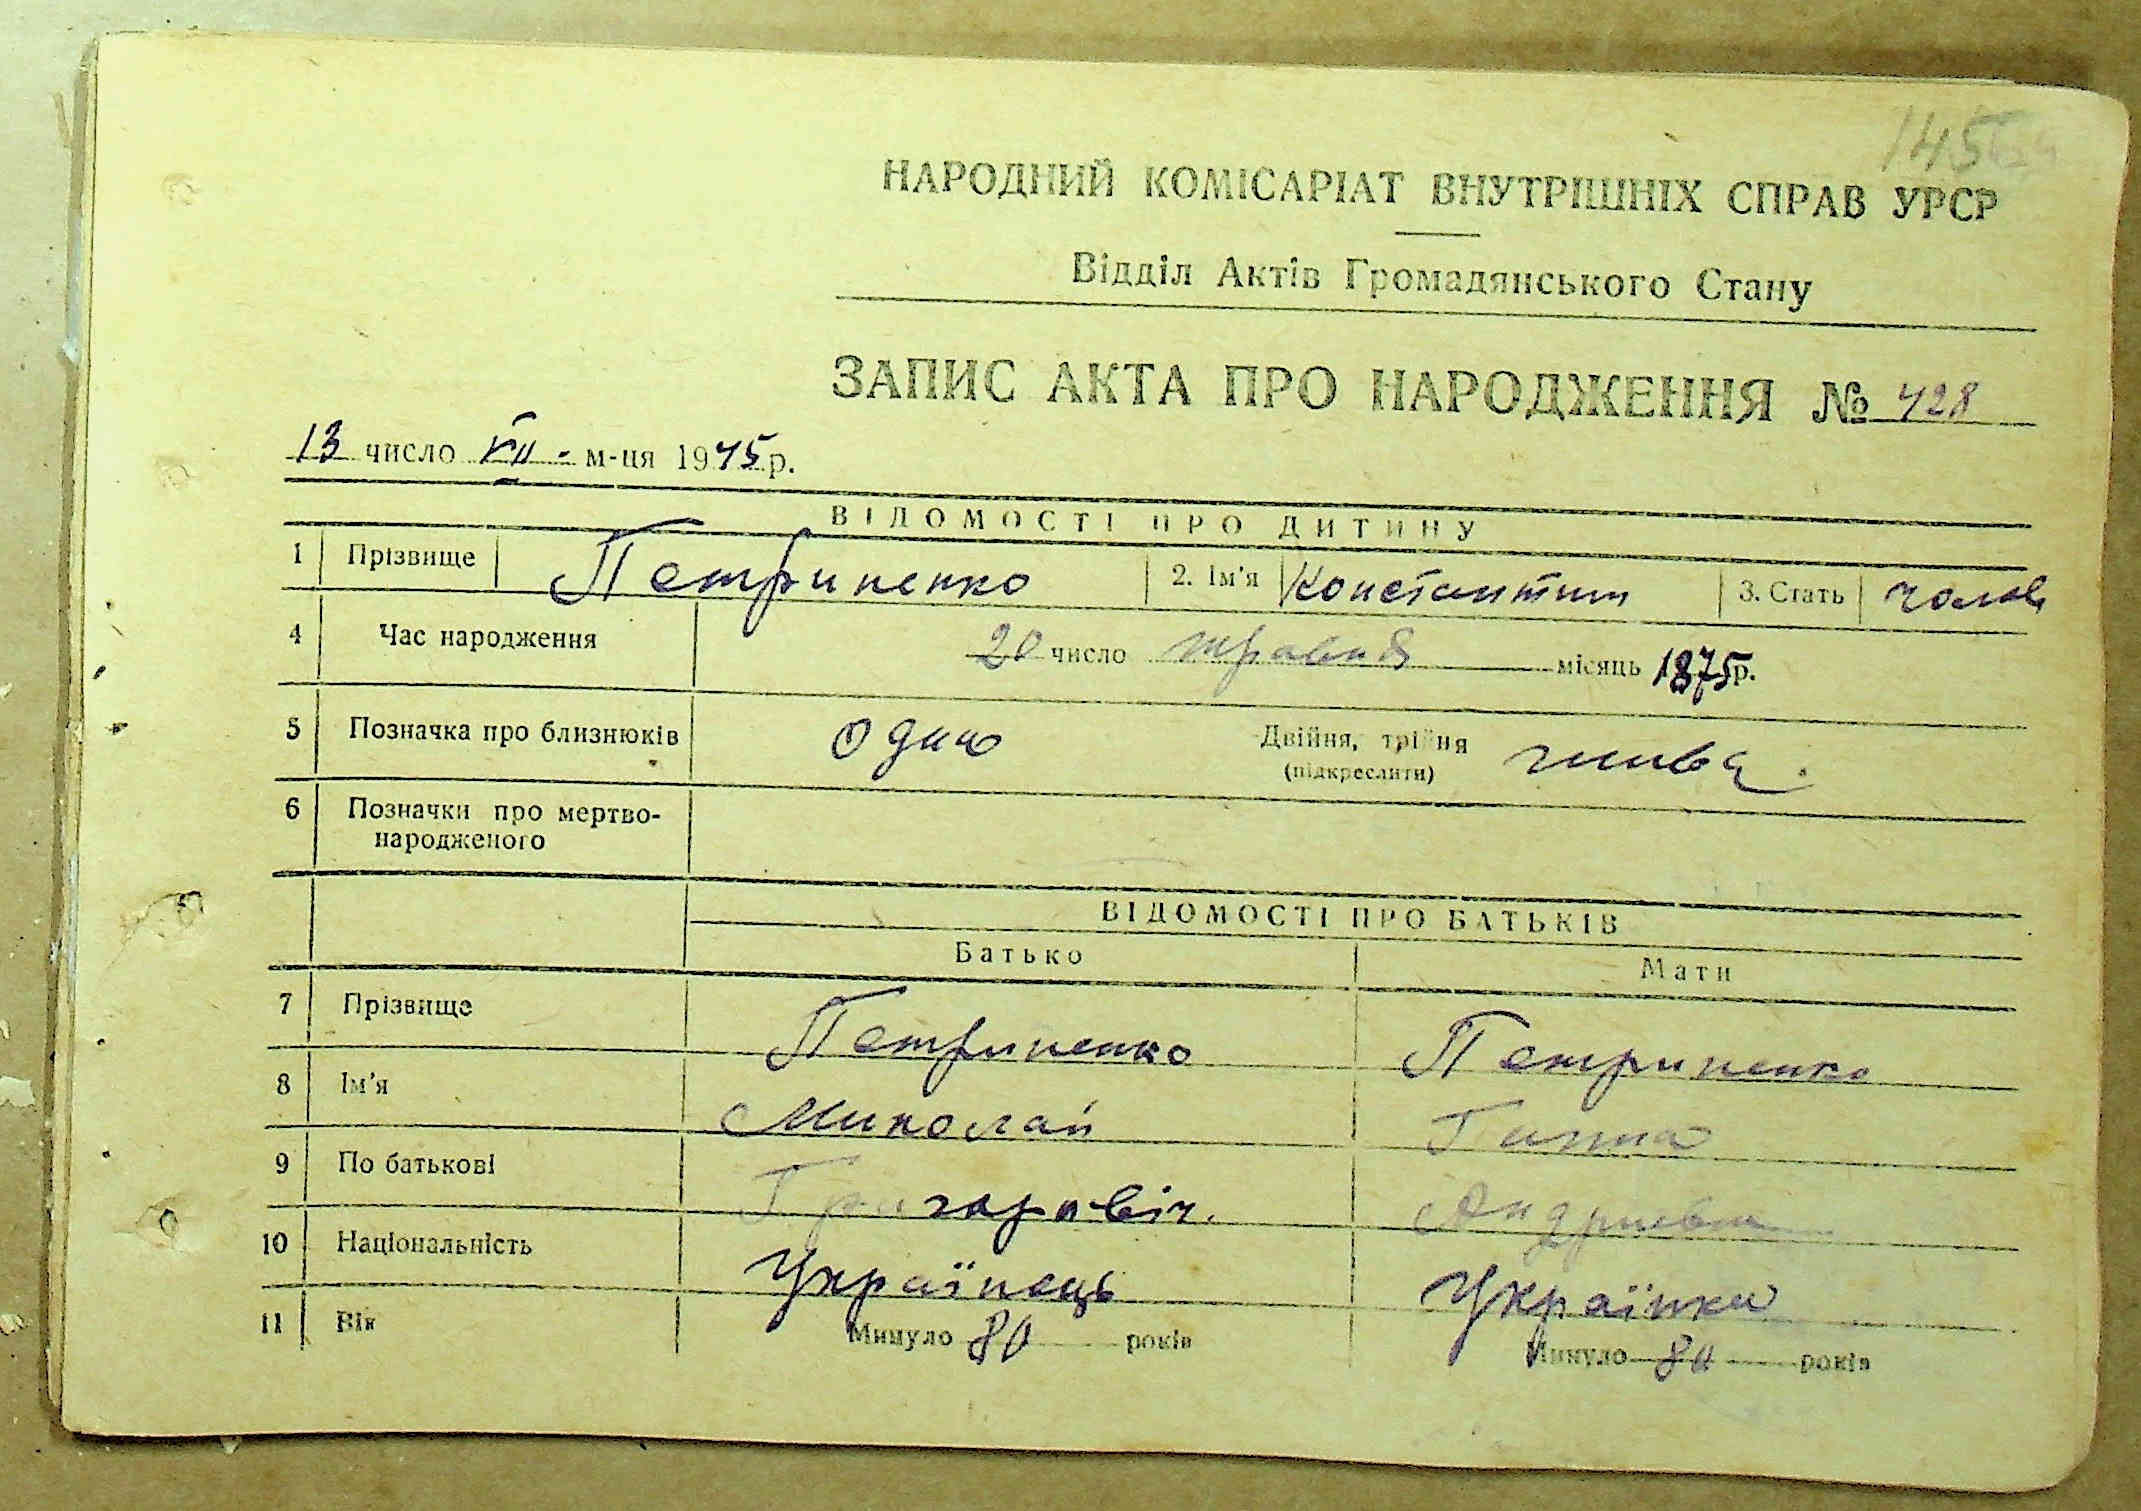 145
НАРОДНИЙ КОМІСАРІАТ ВНУТРІШНІХ СПРАВ УРСР
Відділ Актів Громадянського Стану
ЗАПИС АКТА ПРО НАРОДЖЕННЯ № 428
13 число VII - м-ця 1945 р.
ВІДОМОСТІ ПРО ДИТИНУ
1 Прізвище Петриненко 2. Ім'я Константин 3. Стать чолов
4 Час народження 20 число травня місяць 1875 р.
5 Позначка про близнюків одно Двійня, трійня
(підкреслити) жива.
6 Позначки про мертво-
народженого
ВІДОМОСТІ ПРО БАТЬКІВ
Батько Мати
7 Прізвище Петриненко Петриненко
8 Ім'я Миколай Ганна
9 По батькові Григоровіч. Андриевна
10 Національність Українець Українка
11 Вік Минуло 80 років Минуло 80 років